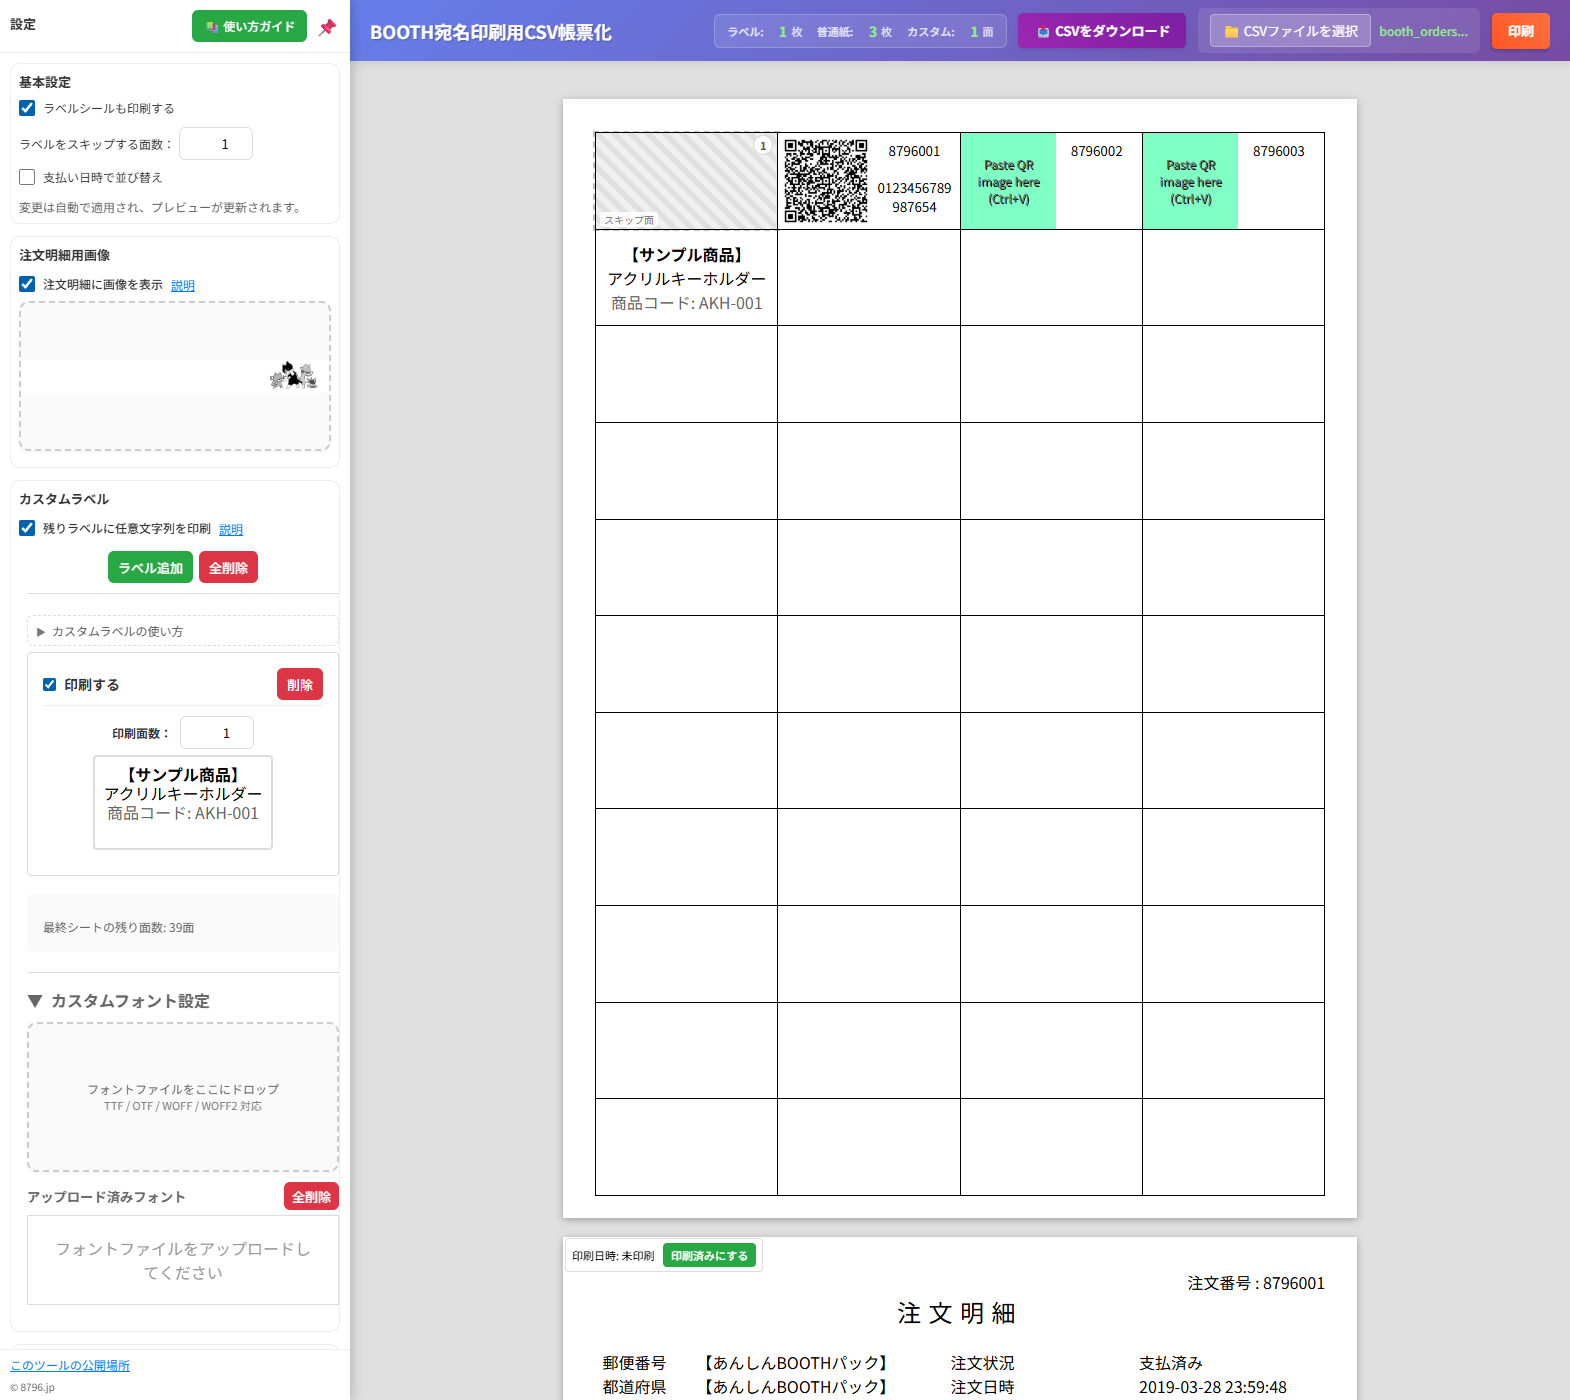 設定
使い方ガイド
BOOTH宛名印刷用CSV帳票化
ラベル: 1 枚 普通紙: 3 枚 カスタム: 1 面
CSVをダウンロード
CSVファイルを選択
booth_orders...
印刷
基本設定
ラベルシールも印刷する
ラベルをスキップする面数： 1
支払い日時で並び替え
変更は自動で適用され、プレビューが更新されます。
注文明細用画像
注文明細に画像を表示 説明
カスタムラベル
残りラベルに任意文字列を印刷 説明
ラベル追加 全削除
▶ カスタムラベルの使い方
印刷する 削除
印刷面数： 1
【サンプル商品】
アクリルキーホルダー
商品コード: AKH-001
最終シートの残り面数: 39面
▼ カスタムフォント設定
フォントファイルをここにドロップ
TTF / OTF / WOFF / WOFF2 対応
アップロード済みフォント 全削除
フォントファイルをアップロードし
てください
このツールの公開場所
© 8796.jp
1
スキップ面
8796001
0123456789
987654
Paste QR
image here
(Ctrl+V)
8796002
Paste QR
image here
(Ctrl+V)
8796003
【サンプル商品】
アクリルキーホルダー
商品コード: AKH-001
印刷日時: 未印刷 印刷済みにする
注文番号 : 8796001
注文明細
郵便番号 【あんしんBOOTHパック】 注文状況 支払済み
都道府県 【あんしんBOOTHパック】 注文日時 2019-03-28 23:59:48